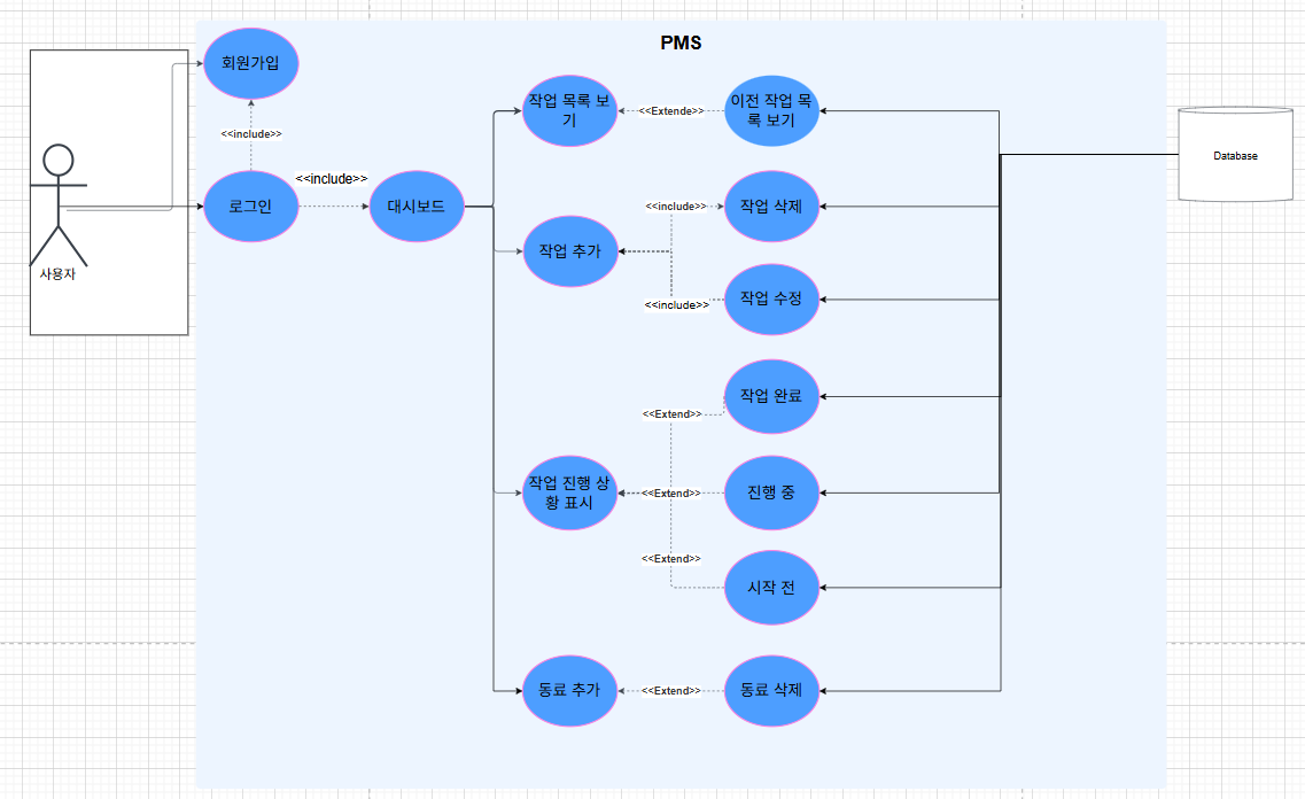 PMS
회원가입
<<include>>
로그인
<<include>>
대시보드
사용자
작업 목록 보
기
<<Extende>>
이전 작업 목
록 보기
Database
작업 추가
<<include>>
작업 삭제
<<include>>
작업 수정
작업 진행 상
황 표시
<<Extend>>
작업 완료
<<Extend>>
진행 중
<<Extend>>
시작 전
동료 추가
<<Extend>>
동료 삭제